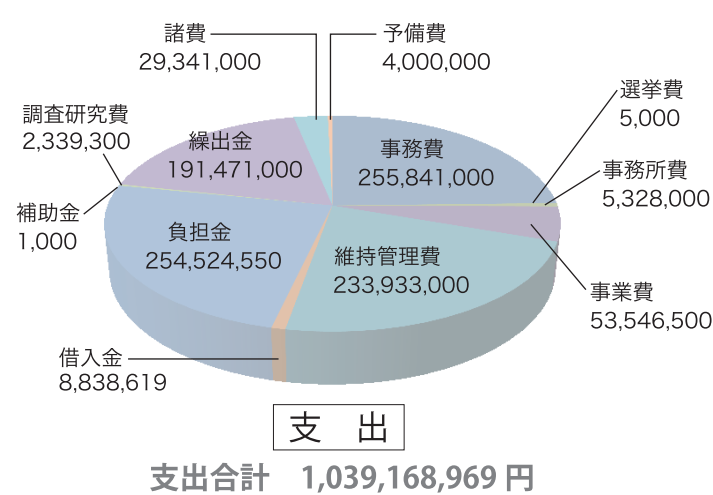 諸費
29,341,000
予備費
4,000,000
選挙費
5,000
調査研究費
2,339,300
繰出金
191,471,000
事務費
255,841,000
事務所費
5,328,000
補助金
1,000
負担金
254,524,550
維持管理費
233,933,000
事業費
53,546,500
借入金
8,838,619
支 出
支出合計 1,039,168,969 円